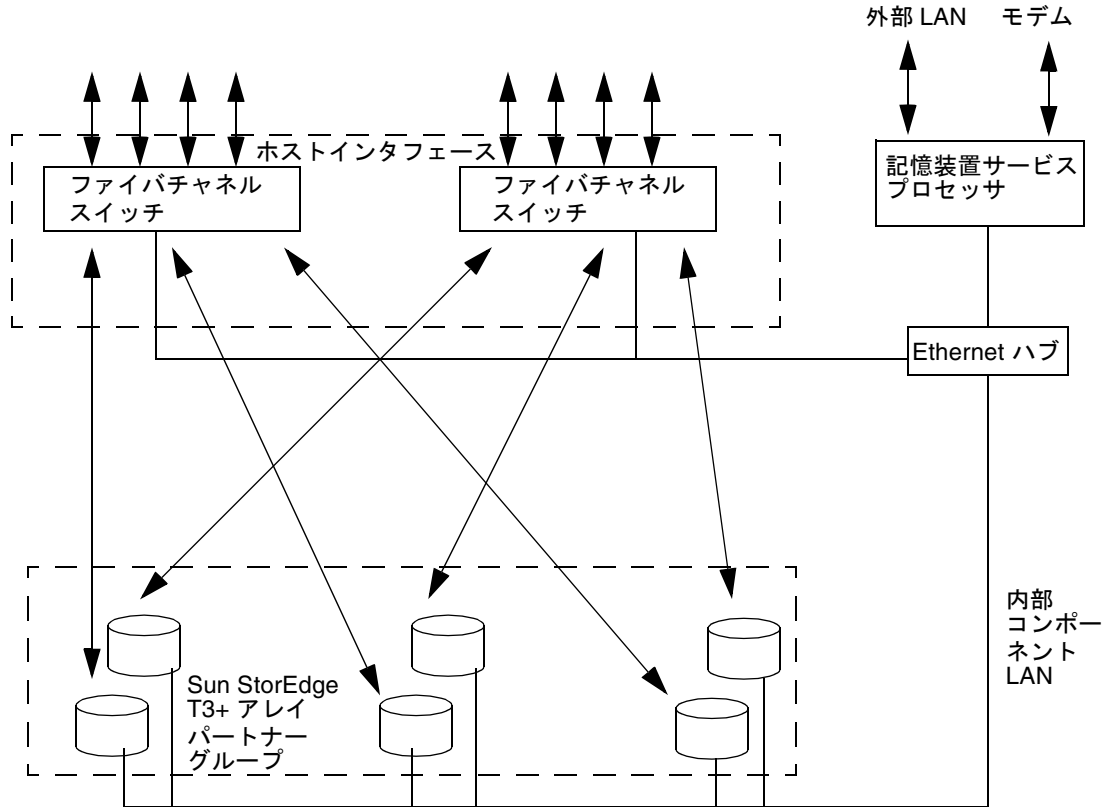 外部 LAN
モデム
ホストインタフェース
ファイバチャネル
スイッチ
ファイバチャネル
スイッチ
記憶装置サービス
プロセッサ
Ethernet ハブ
内部
コンポー
ネント
LAN
Sun StorEdge
T3+ アレイ
パートナー
グループ